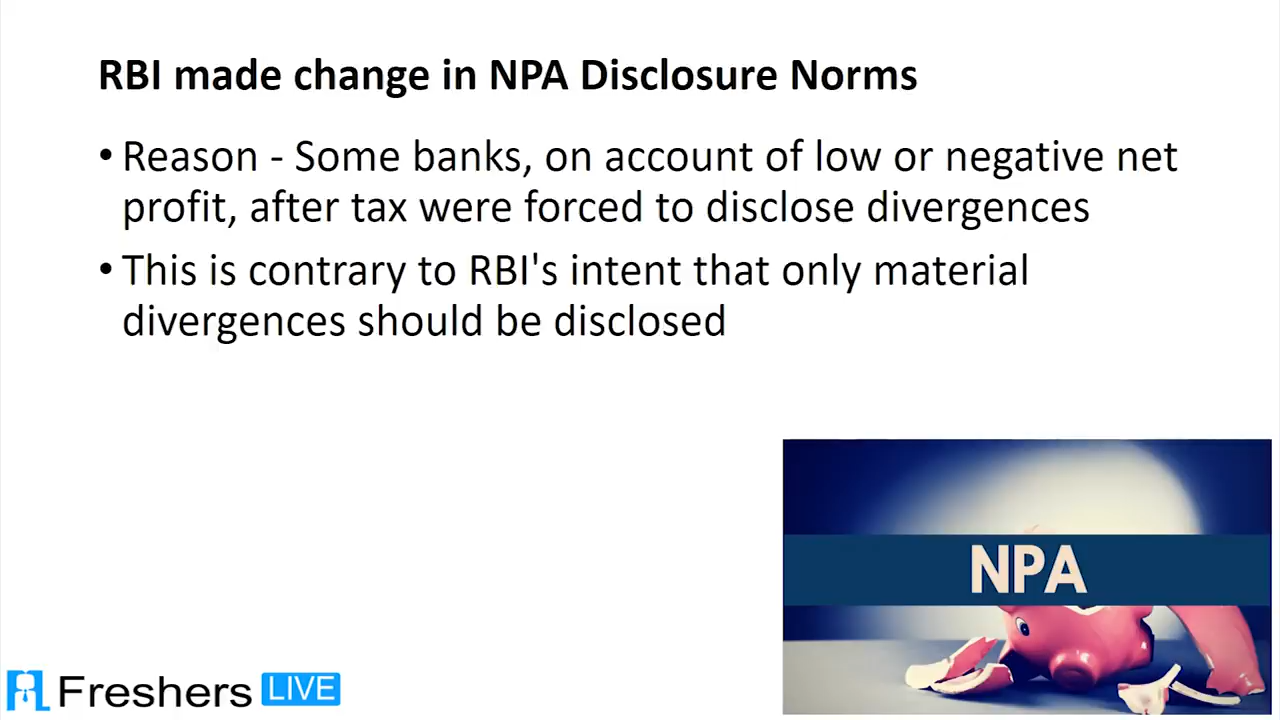 RBI made change in NPA Disclosure Norms
• Reason - Some banks, on account of low or negative net
profit, after tax were forced to disclose divergences
• This is contrary to RBI's intent that only material
divergences should be disclosed
NPA
Freshers LIVE